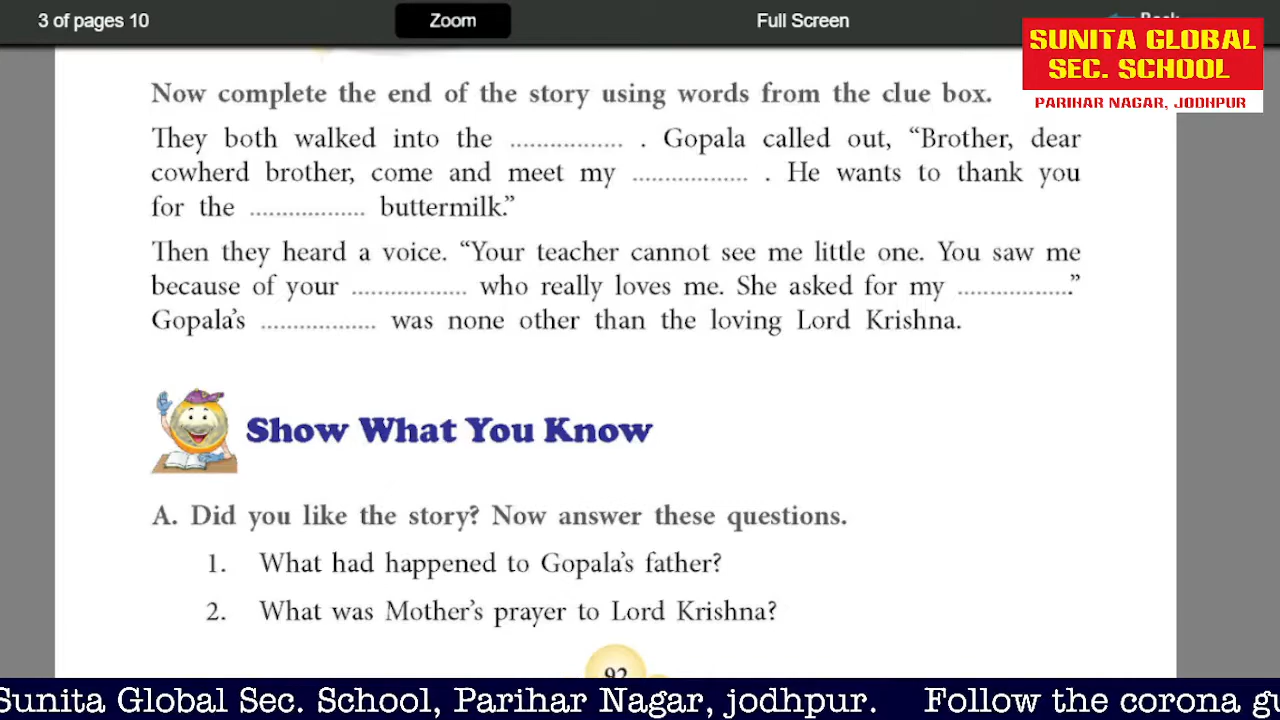 3 of pages 10 Zoom Full Screen
SUNITA GLOBAL
SEC. SCHOOL
PARIHAR NAGAR, JODHPUR
Now complete the end of the story using words from the clue box.
They both walked into the ................. . Gopala called out, “Brother, dear
cowherd brother, come and meet my ................. . He wants to thank you
for the ................. buttermilk.”
Then they heard a voice. “Your teacher cannot see me little one. You saw me
because of your ................. who really loves me. She asked for my .................”
Gopala’s ................. was none other than the loving Lord Krishna.
Show What You Know
A. Did you like the story? Now answer these questions.
1. What had happened to Gopala’s father?
2. What was Mother’s prayer to Lord Krishna?
92
Sunita Global Sec. School, Parihar Nagar, jodhpur. Follow the corona gu